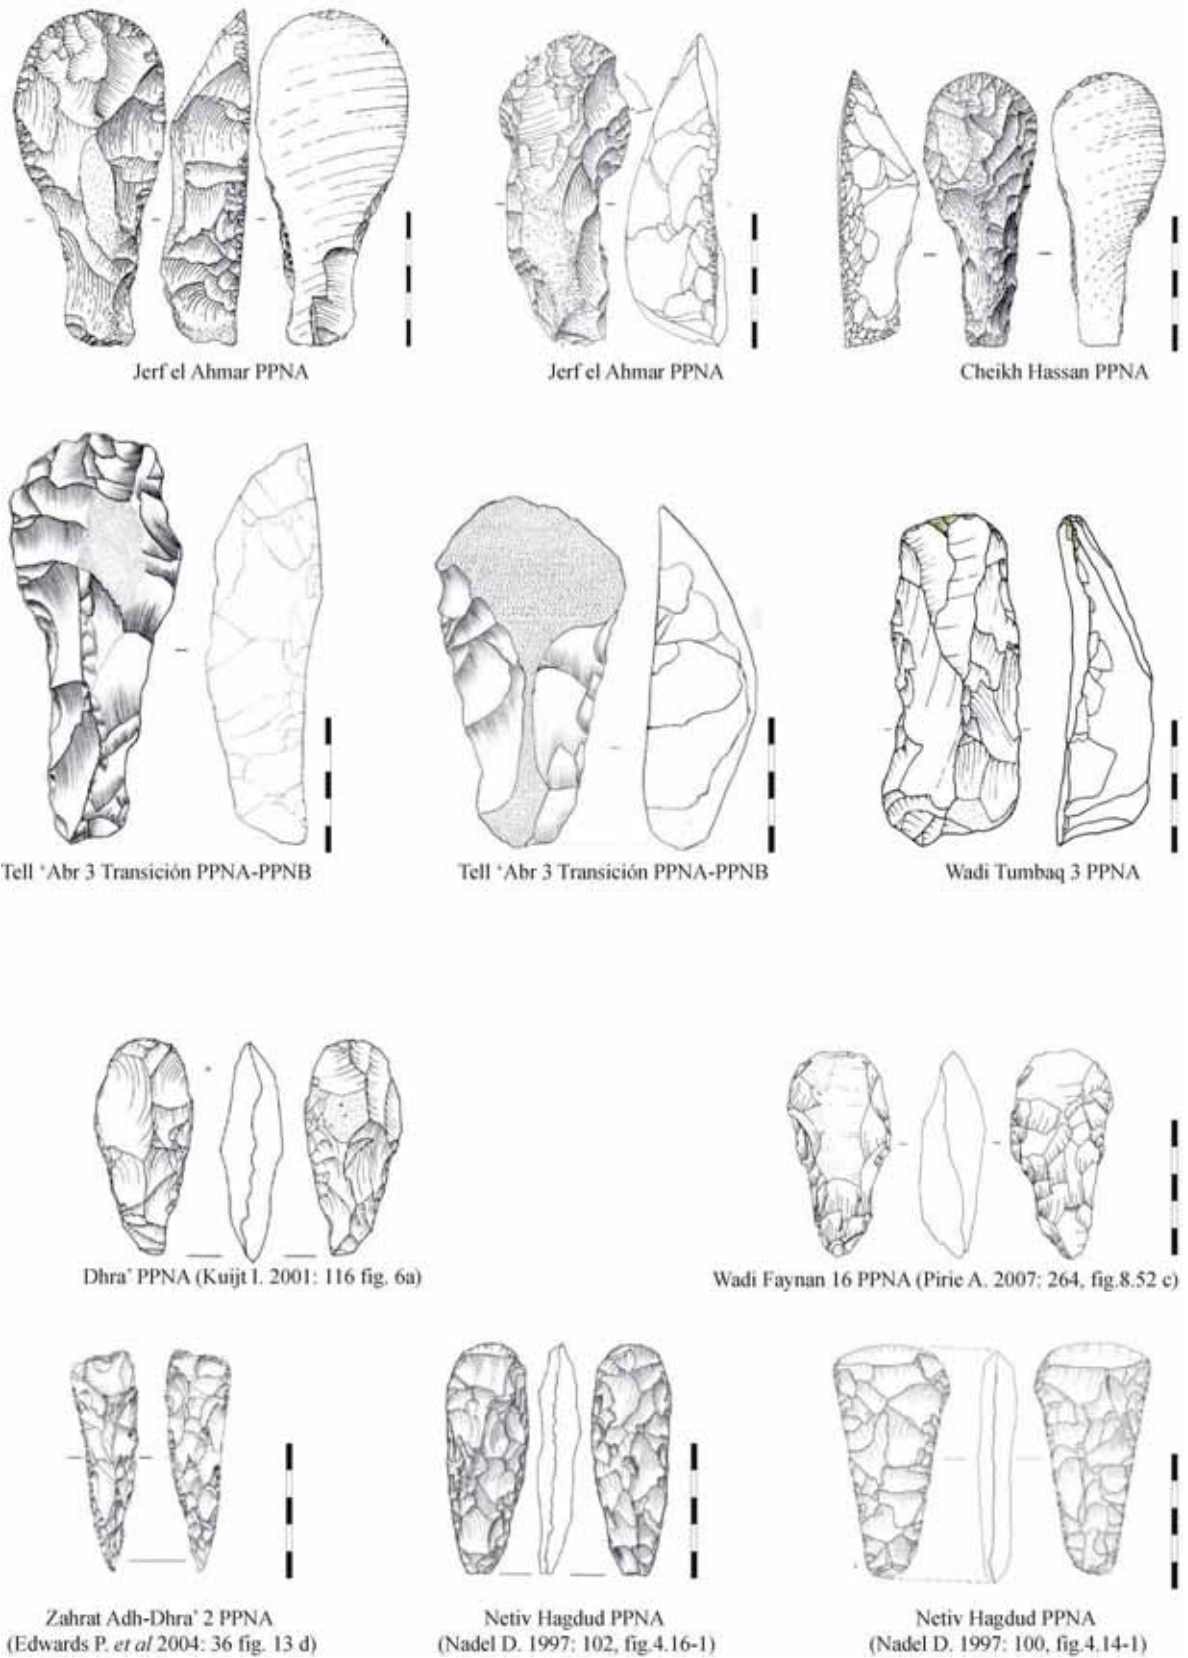 Jerf el Ahmar PPNA
Jerf el Ahmar PPNA
Cheikh Hassan PPNA
Tell ‘Abr 3 Transición PPNA-PPNB
Tell ‘Abr 3 Transición PPNA-PPNB
Wadi Tumbaq 3 PPNA
Dhra’ PPNA (Kuijt I. 2001: 116 fig. 6a)
Wadi Faynan 16 PPNA (Pirie A. 2007: 264, fig.8.52 c)
Zahrat Adh-Dhra’ 2 PPNA
(Edwards P. et al 2004: 36 fig. 13 d)
Netiv Hagdud PPNA
(Nadel D. 1997: 102, fig.4.16-1)
Netiv Hagdud PPNA
(Nadel D. 1997: 100, fig.4.14-1)